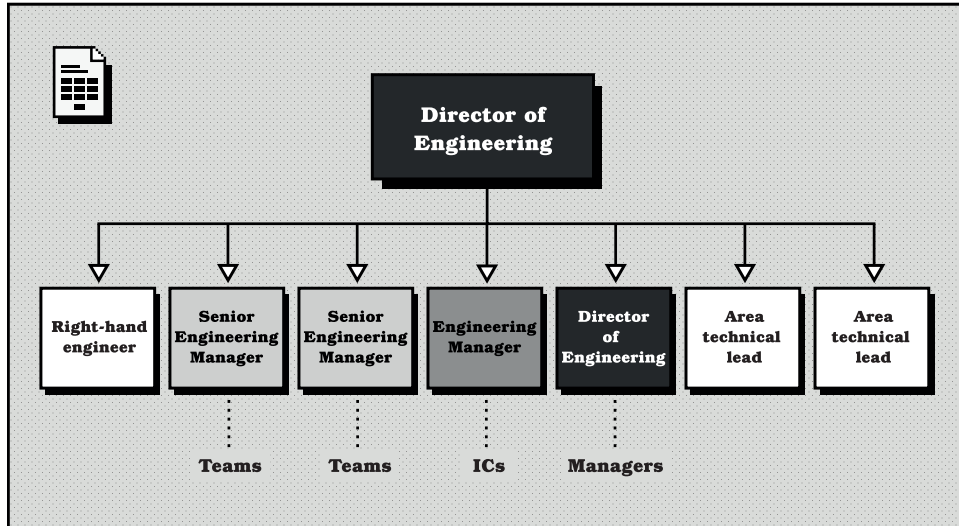 Director of
Engineering
Right-hand
engineer
Senior
Engineering
Manager
Senior
Engineering
Manager
Engineering
Manager
Director
of
Engineering
Area
technical
lead
Area
technical
lead
Teams
Teams
ICs
Managers